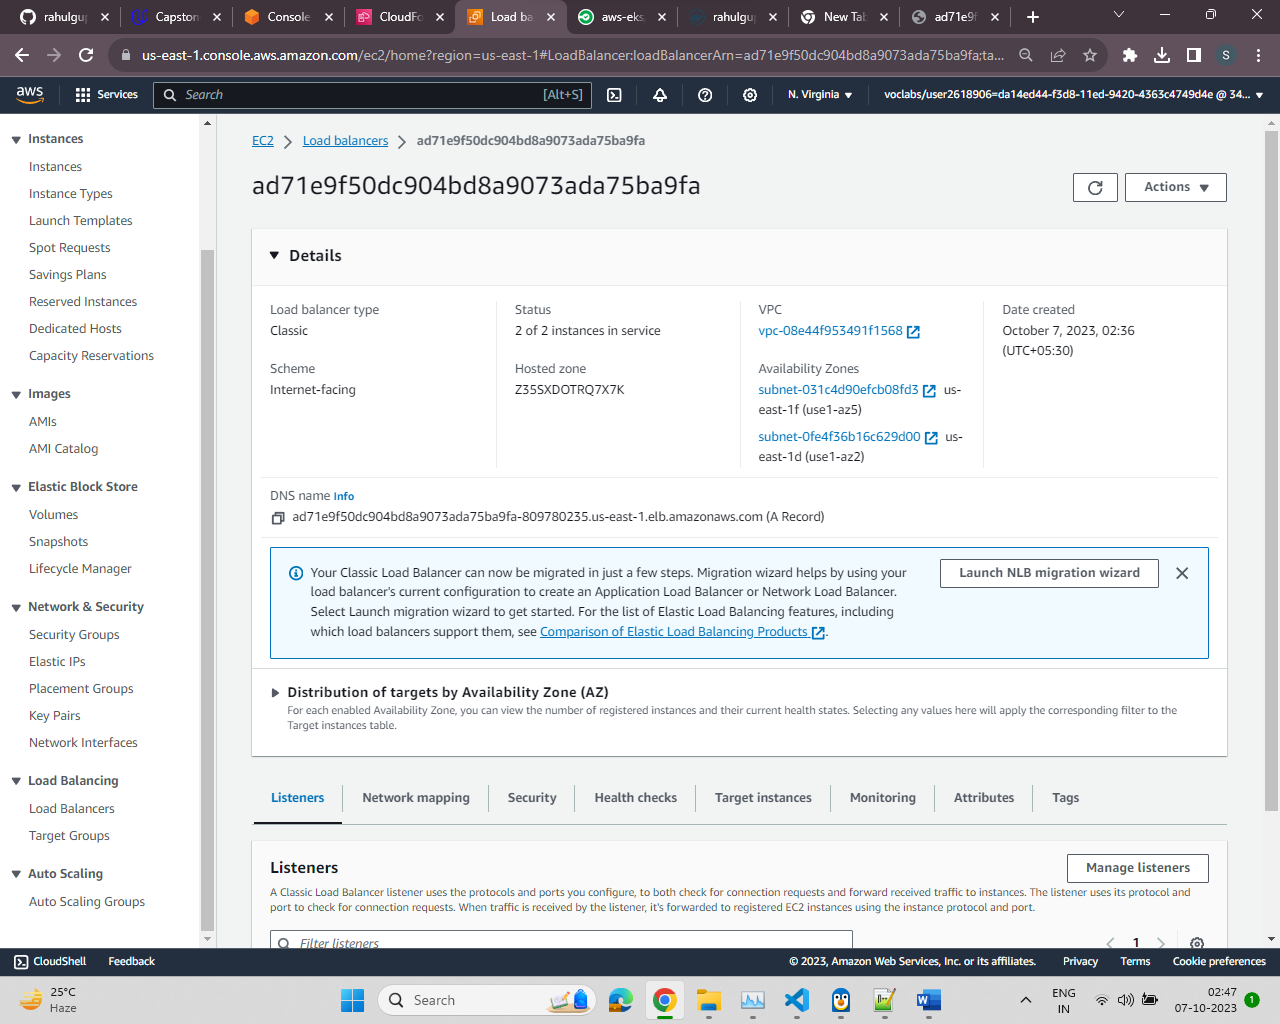 rahulgup
Capston
Console
CloudFo
Load ba
aws-eks
rahulgup
New Tab
ad71e9f
us-east-1.console.aws.amazon.com/ec2/home?region=us-east-1#LoadBalancer:loadBalancerArn=ad71e9f50dc904bd8a9073ada75ba9fa;ta...
S
aws
Services
Search
[Alt+S]
N. Virginia
voclabs/user2618906=da14ed44-f3d8-11ed-9420-4363c4749d4e @ 34...
Instances
Instances
Instance Types
Launch Templates
Spot Requests
Savings Plans
Reserved Instances
Dedicated Hosts
Capacity Reservations
Images
AMIs
AMI Catalog
Elastic Block Store
Volumes
Snapshots
Lifecycle Manager
Network & Security
Security Groups
Elastic IPs
Placement Groups
Key Pairs
Network Interfaces
Load Balancing
Load Balancers
Target Groups
Auto Scaling
Auto Scaling Groups
EC2
Load balancers
ad71e9f50dc904bd8a9073ada75ba9fa
ad71e9f50dc904bd8a9073ada75ba9fa
Actions
Details
Load balancer type
Classic
Scheme
Internet-facing
Status
2 of 2 instances in service
Hosted zone
Z35SXDOTRQ7X7K
VPC
vpc-08e44f953491f1568
Availability Zones
subnet-031c4d90efcb08fd3 us-
east-1f (use1-az5)
subnet-0fe4f36b16c629d00 us-
east-1d (use1-az2)
Date created
October 7, 2023, 02:36
(UTC+05:30)
DNS name Info
ad71e9f50dc904bd8a9073ada75ba9fa-809780235.us-east-1.elb.amazonaws.com (A Record)
Your Classic Load Balancer can now be migrated in just a few steps. Migration wizard helps by using your
load balancer's current configuration to create an Application Load Balancer or Network Load Balancer.
Select Launch migration wizard to get started. For the list of Elastic Load Balancing features, including
which load balancers support them, see Comparison of Elastic Load Balancing Products.
Launch NLB migration wizard
Distribution of targets by Availability Zone (AZ)
For each enabled Availability Zone, you can view the number of registered instances and their current health states. Selecting any values here will apply the corresponding filter to the
Target instances table.
Listeners
Network mapping
Security
Health checks
Target instances
Monitoring
Attributes
Tags
Listeners
Manage listeners
A Classic Load Balancer listener uses the protocols and ports you configure, to both check for connection requests and forward received traffic to instances. The listener uses its protocol and
port to check for connection requests. When traffic is received by the listener, it's forwarded to registered EC2 instances using the instance protocol and port.
Filter listeners
1
CloudShell
Feedback
© 2023, Amazon Web Services, Inc. or its affiliates.
Privacy
Terms
Cookie preferences
25°C
Haze
Search
ENG
IN
02:47
07-10-2023
1